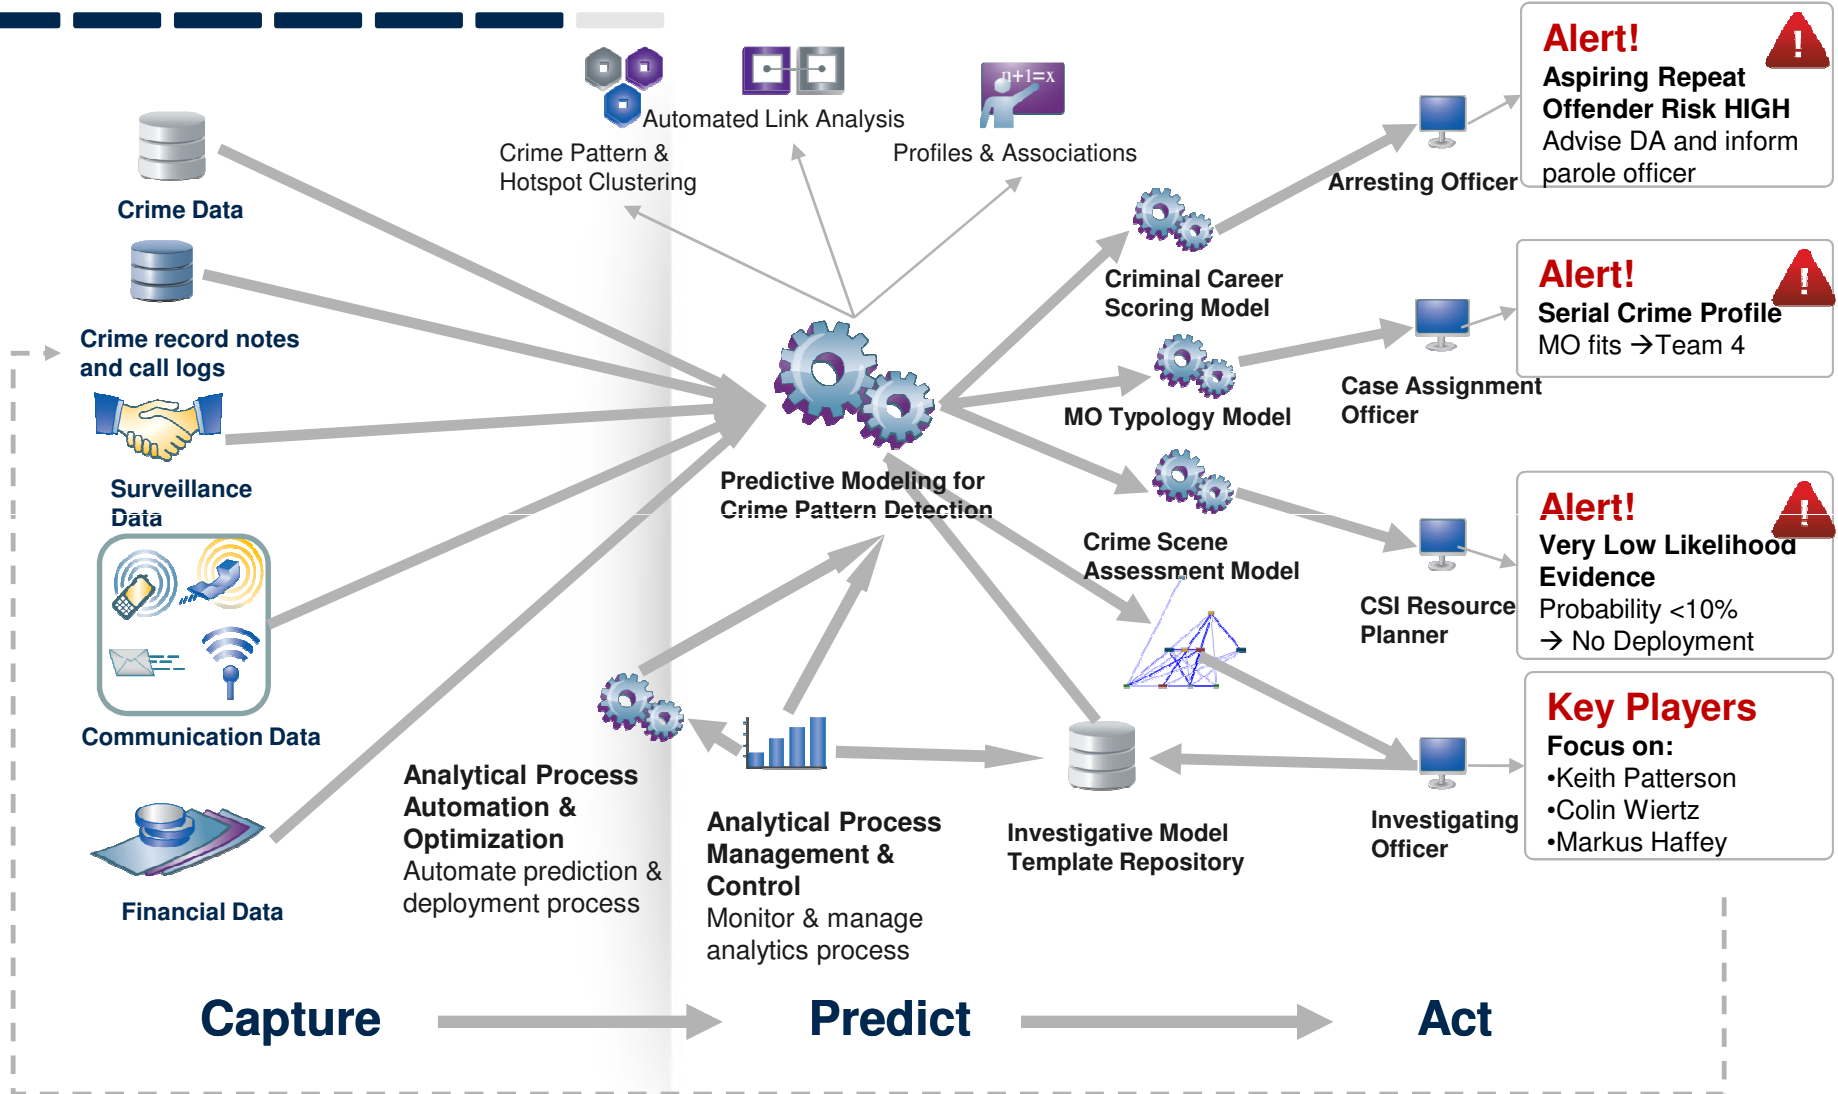 Crime Data
Crime record notes
and call logs
Surveillance
Data
Communication Data
Financial Data
Crime Pattern &
Hotspot Clustering
Automated Link Analysis
n+1=x
Profiles & Associations
Predictive Modeling for
Crime Pattern Detection
Analytical Process
Automation &
Optimization
Automate prediction &
deployment process
Analytical Process
Management &
Control
Monitor & manage
analytics process
Investigative Model
Template Repository
Criminal Career
Scoring Model
MO Typology Model
Crime Scene
Assessment Model
Arresting Officer
Case Assignment
Officer
CSI Resource
Planner
Investigating
Officer
Alert!
Aspiring Repeat
Offender Risk HIGH
Advise DA and inform
parole officer
Alert!
Serial Crime Profile
MO fits →Team 4
Alert!
Very Low Likelihood
Evidence
Probability <10%
→ No Deployment
Key Players
Focus on:
•Keith Patterson
•Colin Wiertz
•Markus Haffey
Capture
Predict
Act